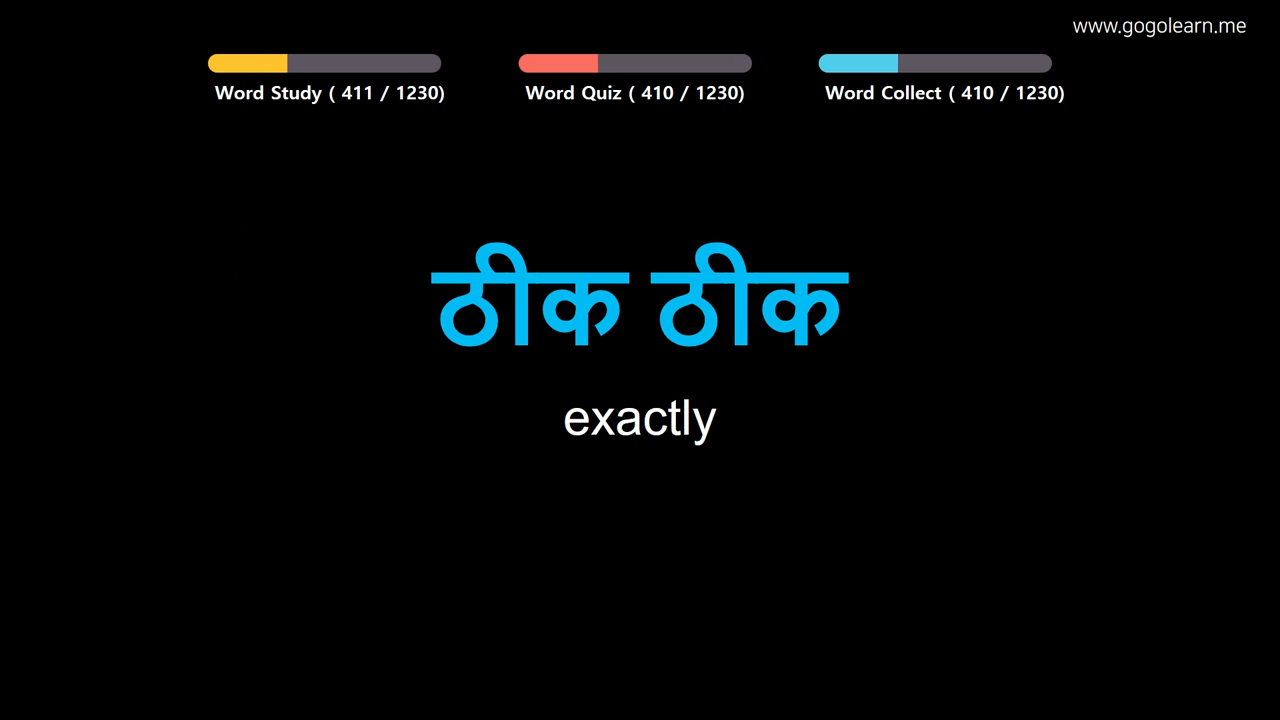 www.gogolearn.me
Word Study ( 411 / 1230)
Word Quiz ( 410 / 1230)
Word Collect ( 410 / 1230)
ठीक ठीक
exactly